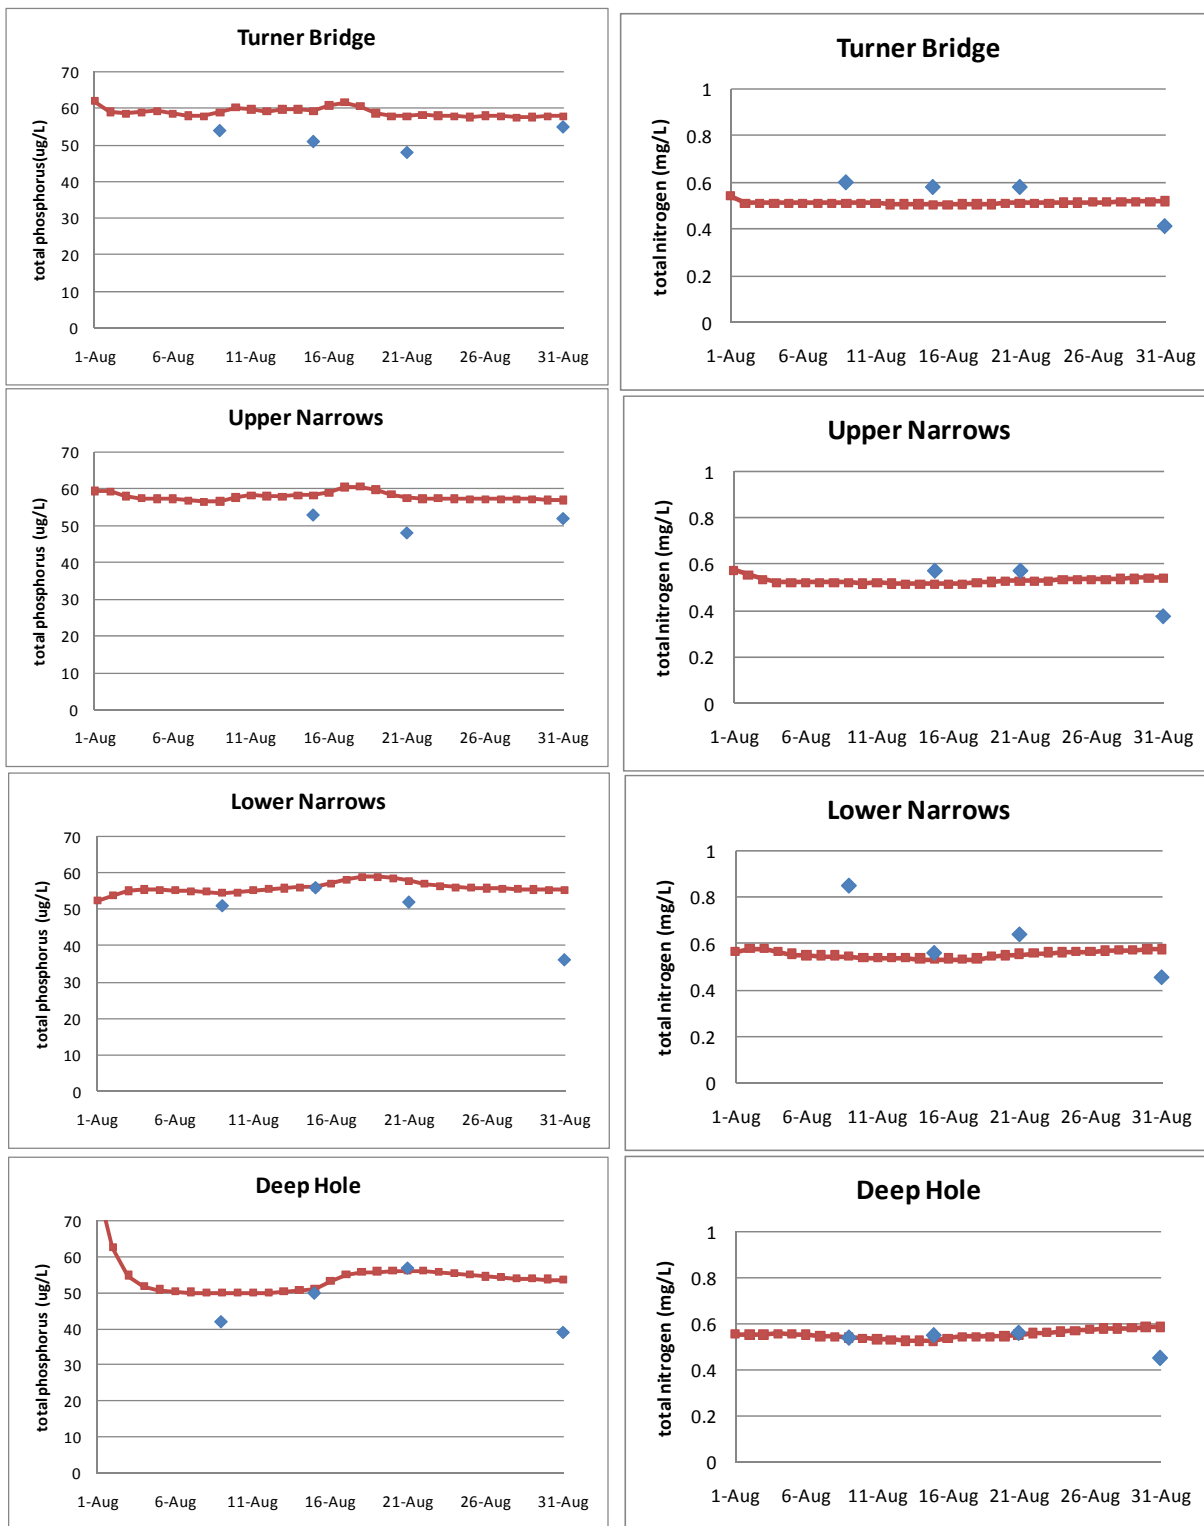 Turner Bridge
total phosphorus(ug/L)
70
60
50
40
30
20
10
0
1-Aug 6-Aug 11-Aug 16-Aug 21-Aug 26-Aug 31-Aug
Turner Bridge
total nitrogen (mg/L)
1
0.8
0.6
0.4
0.2
0
1-Aug 6-Aug 11-Aug 16-Aug 21-Aug 26-Aug 31-Aug
Upper Narrows
total phosphorus (ug/L)
70
60
50
40
30
20
10
0
1-Aug 6-Aug 11-Aug 16-Aug 21-Aug 26-Aug 31-Aug
Upper Narrows
total nitrogen (mg/L)
1
0.8
0.6
0.4
0.2
0
1-Aug 6-Aug 11-Aug 16-Aug 21-Aug 26-Aug 31-Aug
Lower Narrows
total phosphorus (ug/L)
70
60
50
40
30
20
10
0
1-Aug 6-Aug 11-Aug 16-Aug 21-Aug 26-Aug 31-Aug
Lower Narrows
total nitrogen (mg/L)
1
0.8
0.6
0.4
0.2
0
1-Aug 6-Aug 11-Aug 16-Aug 21-Aug 26-Aug 31-Aug
Deep Hole
total phosphorus (ug/L)
70
60
50
40
30
20
10
0
1-Aug 6-Aug 11-Aug 16-Aug 21-Aug 26-Aug 31-Aug
Deep Hole
total nitrogen (mg/L)
1
0.8
0.6
0.4
0.2
0
1-Aug 6-Aug 11-Aug 16-Aug 21-Aug 26-Aug 31-Aug